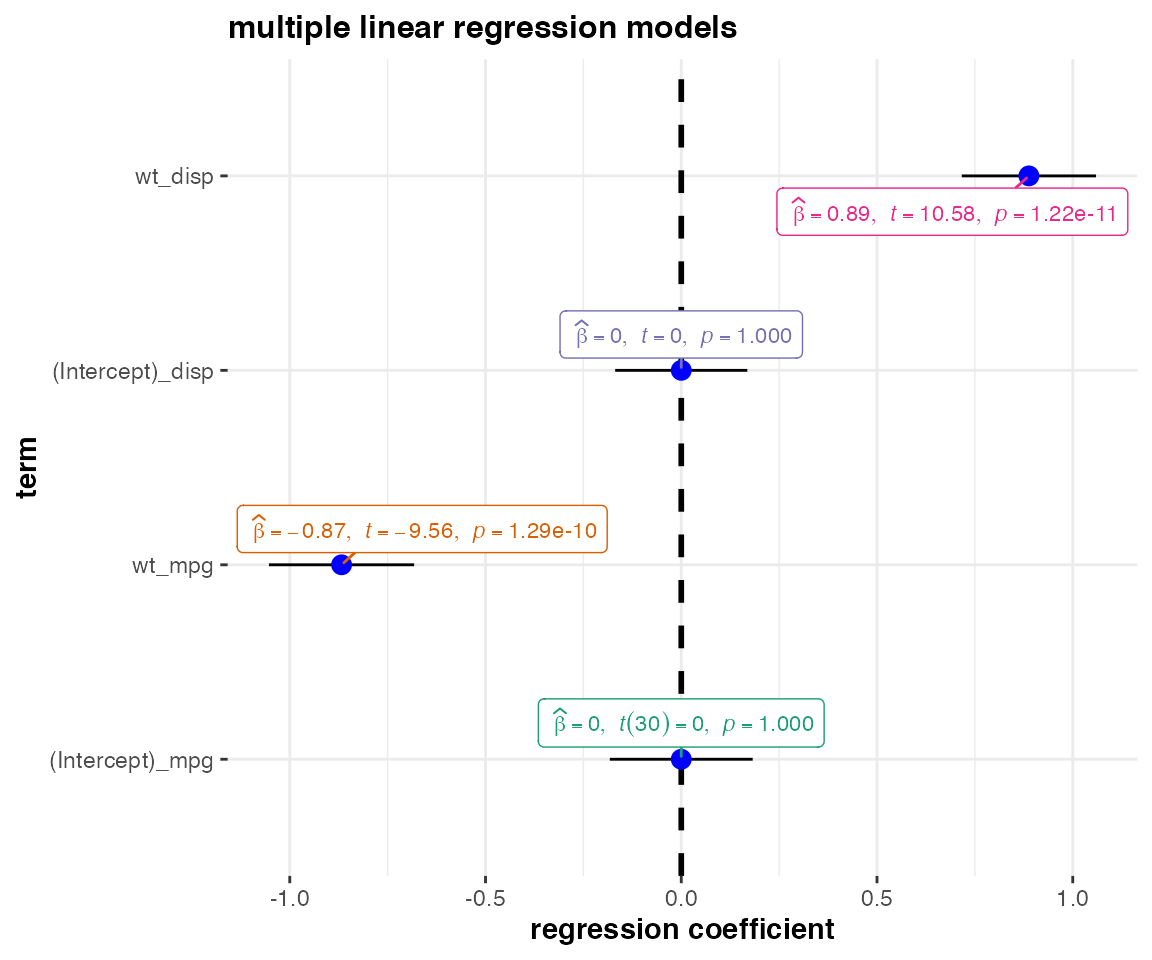 multiple linear regression models
wt_disp
β̂ = 0.89, t = 10.58, p = 1.22e-11
β̂ = 0, t = 0, p = 1.000
(Intercept)_disp
term
β̂ = −0.87, t = −9.56, p = 1.29e-10
wt_mpg
β̂ = 0, t(30) = 0, p = 1.000
(Intercept)_mpg
-1.0 -0.5 0.0 0.5 1.0
regression coefficient